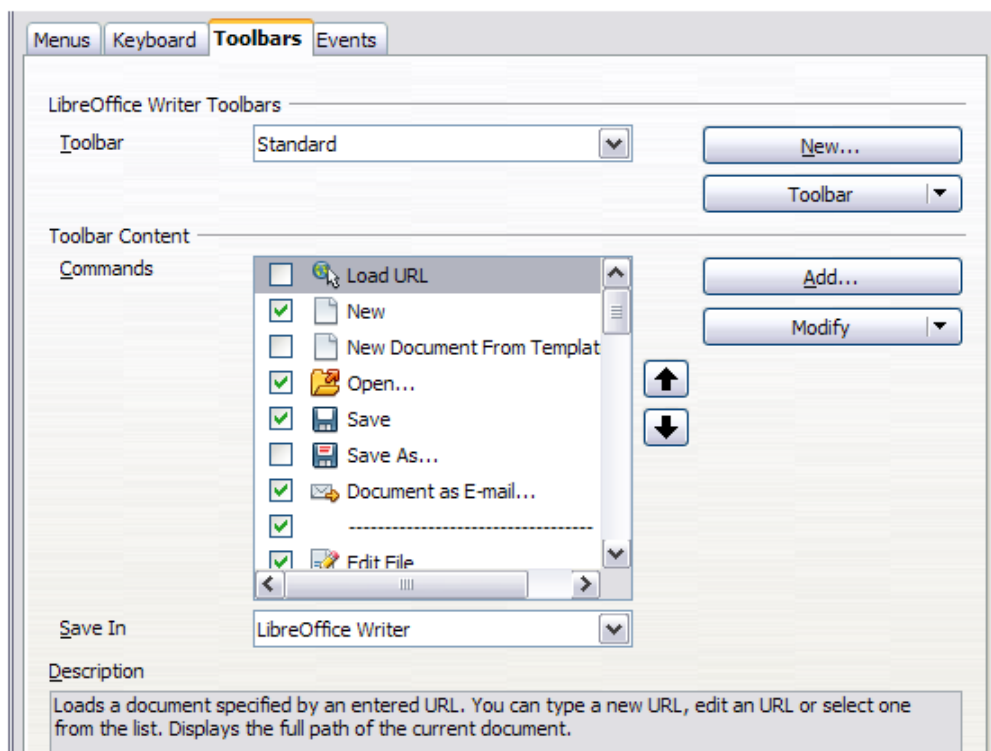 Menus Keyboard Toolbars Events
LibreOffice Writer Toolbars
Toolbar Standard New...
Toolbar
Toolbar Content
Commands Load URL Add...
New
Modify
New Document From Templat
Open...
Save
Save As...
Document as E-mail...
----------------------------------
Edit File
Save In LibreOffice Writer
Description
Loads a document specified by an entered URL. You can type a new URL, edit an URL or select one
from the list. Displays the full path of the current document.